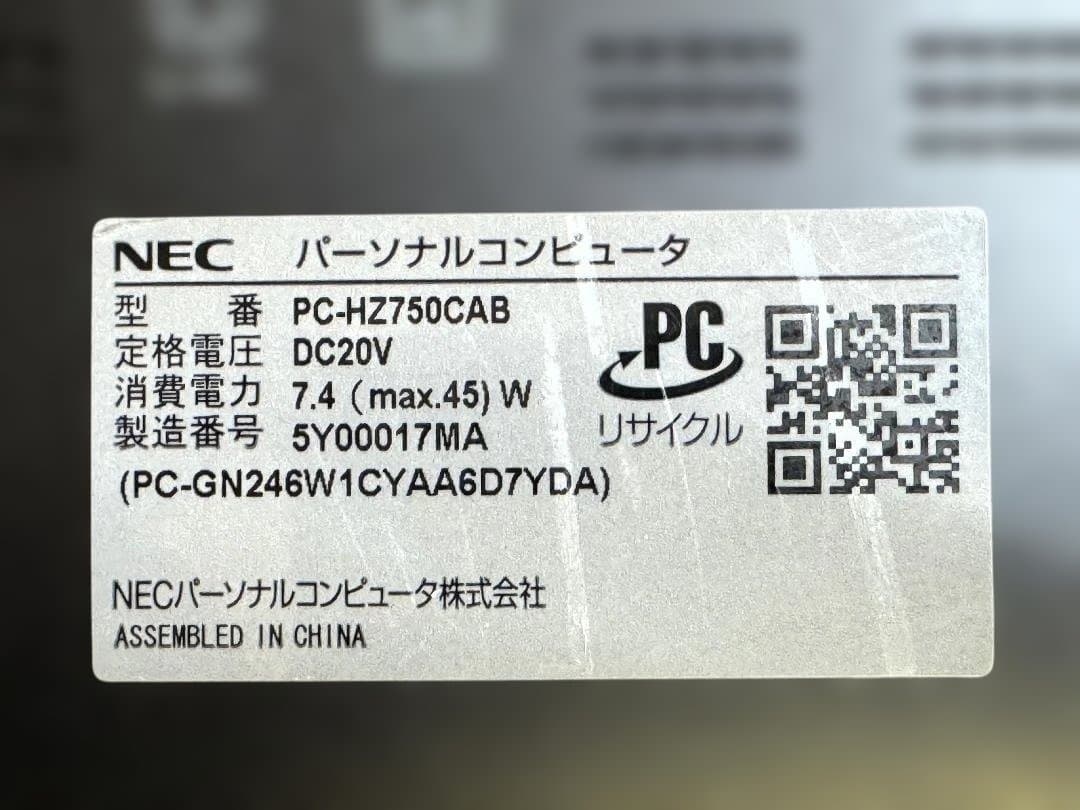 NEC パーソナルコンピュータ
型番 PC-HZ750CAB
定格電圧 DC20V
消費電力 7.4 (max.45) W
製造番号 5Y00017MA
(PC-GN246W1CYAA6D7YDA)
PC
リサイクル
NECパーソナルコンピュータ株式会社
ASSEMBLED IN CHINA